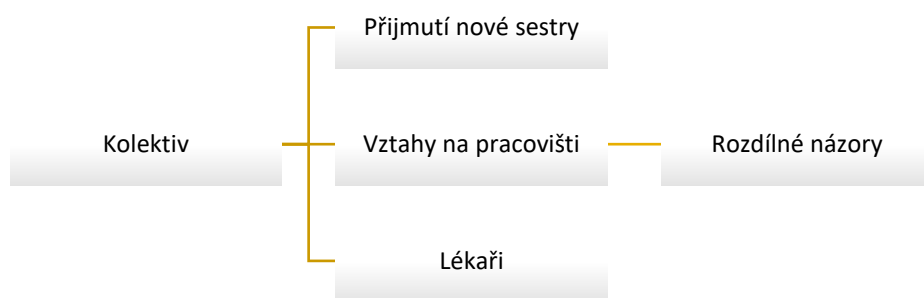 Přijmutí nové sestry
Kolektiv
Vztahy na pracovišti
Rozdílné názory
Lékaři